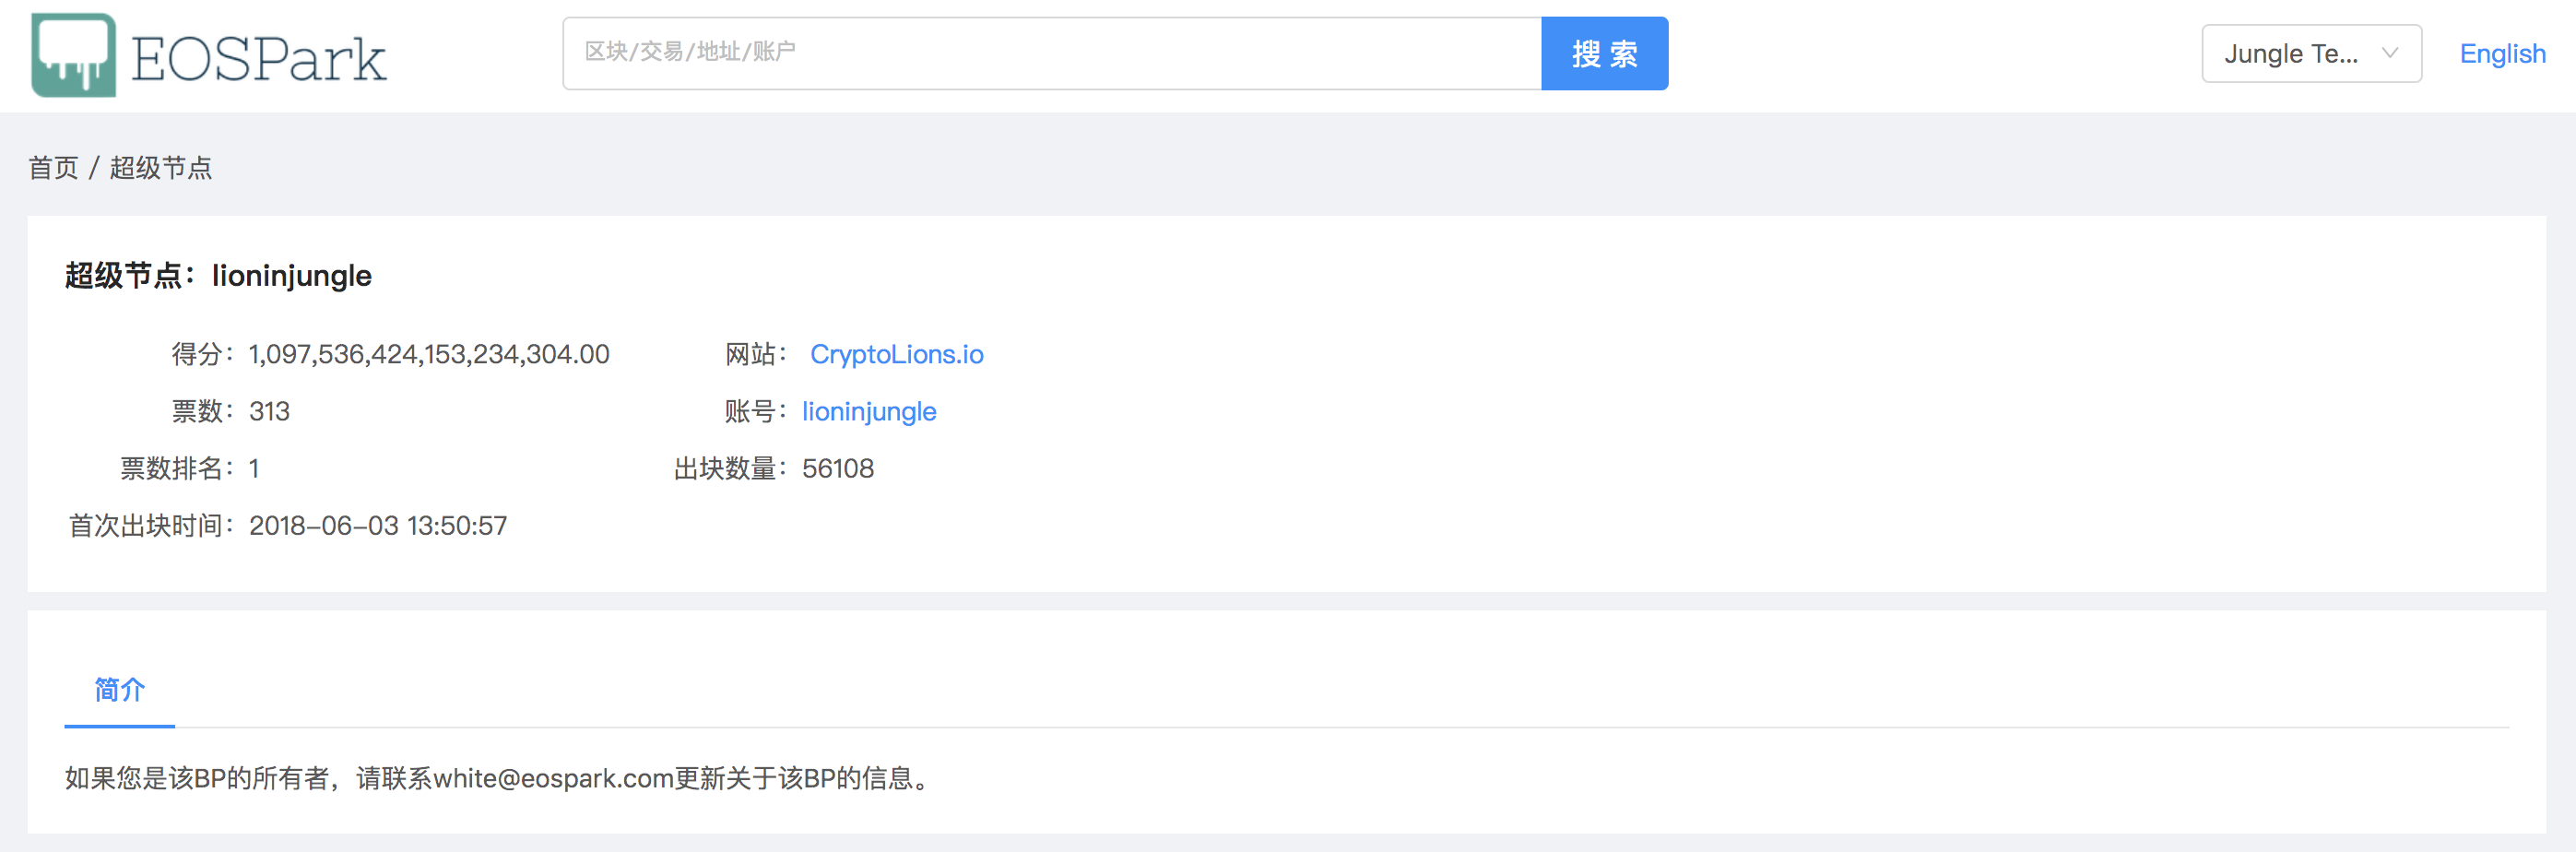 EOSPark
区块/交易/地址/账户
搜 索
Jungle Te...
English
首页 / 超级节点
超级节点：lioninjungle
得分：1,097,536,424,153,234,304.00
网站： CryptoLions.io
票数：313
账号：lioninjungle
票数排名：1
出块数量：56108
首次出块时间：2018-06-03 13:50:57
简介
如果您是该BP的所有者，请联系white@eospark.com更新关于该BP的信息。